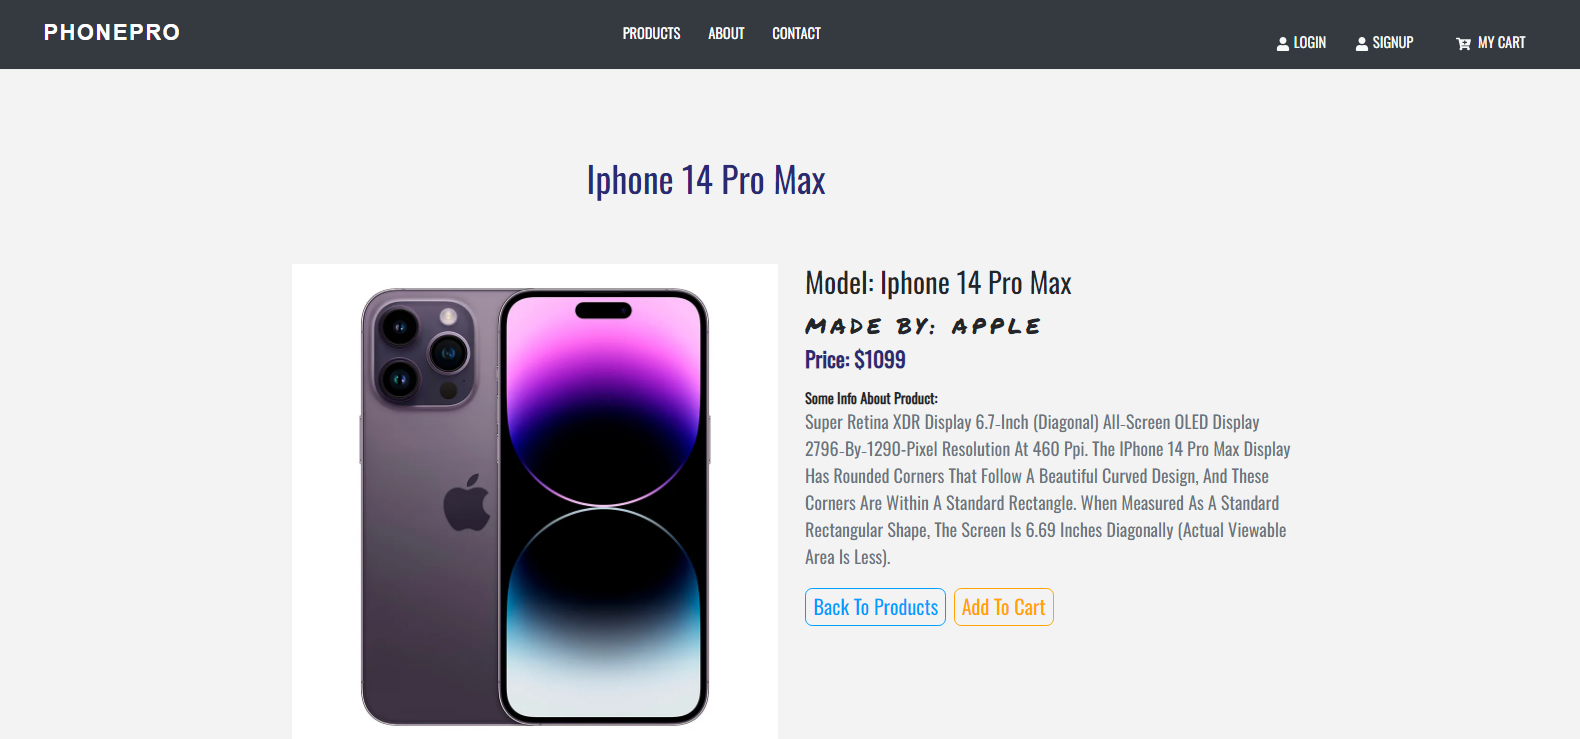 PHONEPRO
PRODUCTS ABOUT CONTACT
LOGIN SIGNUP MY CART
Iphone 14 Pro Max
Model: Iphone 14 Pro Max
MADE BY: APPLE
Price: $1099
Some Info About Product:
Super Retina XDR Display 6.7-Inch (Diagonal) All-Screen OLED Display
2796-By-1290-Pixel Resolution At 460 Ppi. The IPhone 14 Pro Max Display
Has Rounded Corners That Follow A Beautiful Curved Design, And These
Corners Are Within A Standard Rectangle. When Measured As A Standard
Rectangular Shape, The Screen Is 6.69 Inches Diagonally (Actual Viewable
Area Is Less).
Back To Products Add To Cart